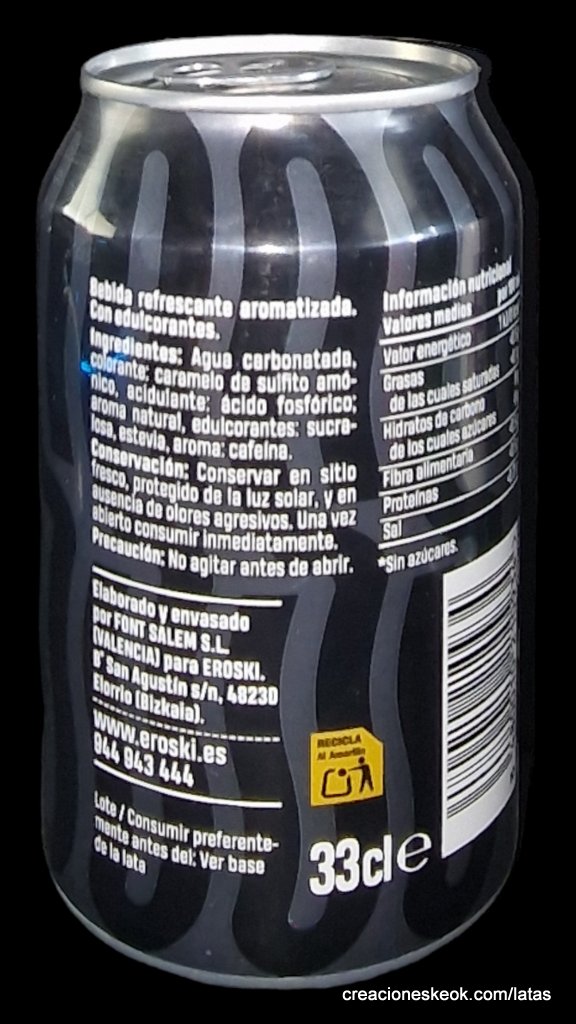 Bebida refrescante aromatizada.
Con edulcorantes.
Ingredientes: Agua carbonatada,
colorante: caramelo de sulfito amó-
nico, acidulante: ácido fosfórico;
aroma natural, edulcorantes: sucra-
losa, estevia, aroma: cafeína.
Conservación: Conservar en sitio
fresco, protegido de la luz solar, y en
ausencia de olores agresivos. Una vez
abierto consumir inmediatamente.
Precaución: No agitar antes de abrir.
Elaborado y envasado
por FONT SALEM S.L.
(VALENCIA) para EROSKI.
Bº San Agustín s/n, 48230
Elorrio (Bizkaia).
www.eroski.es
944 943 444
Lote / Consumir preferente-
mente antes del: Ver base
de la lata
Información nutricional
Valores medios
Valor energético
Grasas
de las cuales saturadas
Hidratos de carbono
de los cuales azúcares
Fibra alimentaria
Proteínas
Sal
*Sin azúcares.
RECICLA
Al Amarillo
33cl e
creacioneskeok.com/latas